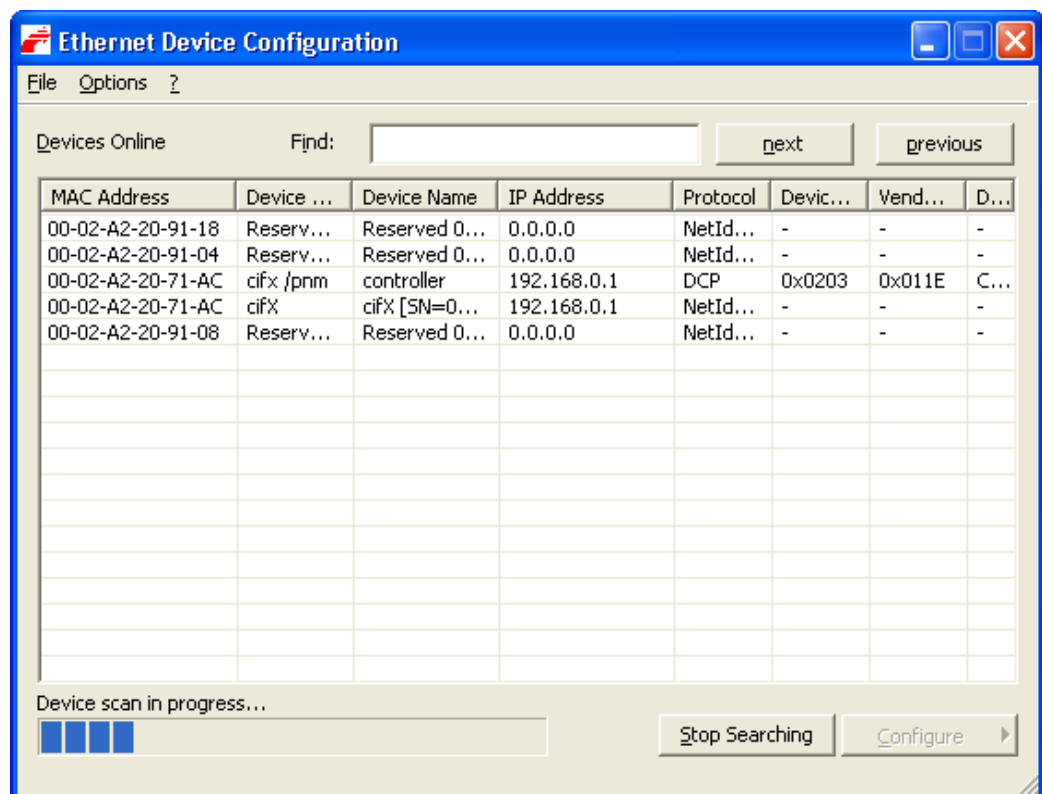 Ethernet Device Configuration
File Options ?
Devices Online Find: next previous
MAC Address Device ... Device Name IP Address Protocol Devic... Vend... D...
00-02-A2-20-91-18 Reserv... Reserved 0... 0.0.0.0 NetId... - - -
00-02-A2-20-91-04 Reserv... Reserved 0... 0.0.0.0 NetId... - - -
00-02-A2-20-71-AC cifx /pnm controller 192.168.0.1 DCP 0x0203 0x011E C...
00-02-A2-20-71-AC cifX cifX [SN=0... 192.168.0.1 NetId... - - -
00-02-A2-20-91-08 Reserv... Reserved 0... 0.0.0.0 NetId... - - -
Device scan in progress...
Stop Searching Configure